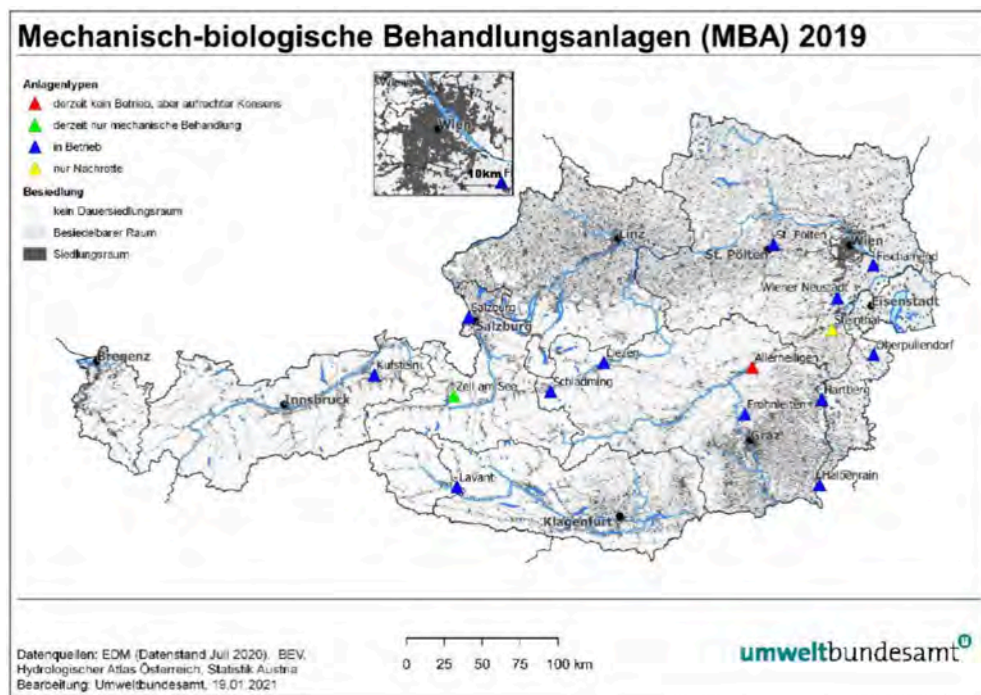 Mechanisch-biologische Behandlungsanlagen (MBA) 2019
Anlagentypen
derzeit kein Betrieb, aber aufrechter Konsens
derzeit nur mechanische Behandlung
in Betrieb
nur Nachrotte
Besiedlung
kein Dauersiedlungsraum
Besiedelbarer Raum
Siedlungsraum
Wien
10km
Linz
St. Pölten
St. Pölten
Wien
Fischamend
Wiener Neustadt
Eisenstadt
Steinthal
Salzburg
Salzburg
Oberpullendorf
Bregenz
Kufstein
Liezen
Allerheiligen
Zell am See
Schladming
Hartberg
Innsbruck
Frohnleiten
Graz
Lavant
Halbenrain
Klagenfurt
Datenquellen: EDM (Datenstand Juli 2020), BEV,
Hydrologischer Atlas Österreich, Statistik Austria
Bearbeitung: Umweltbundesamt, 19.01.2021
0 25 50 75 100 km
umweltbundesamt